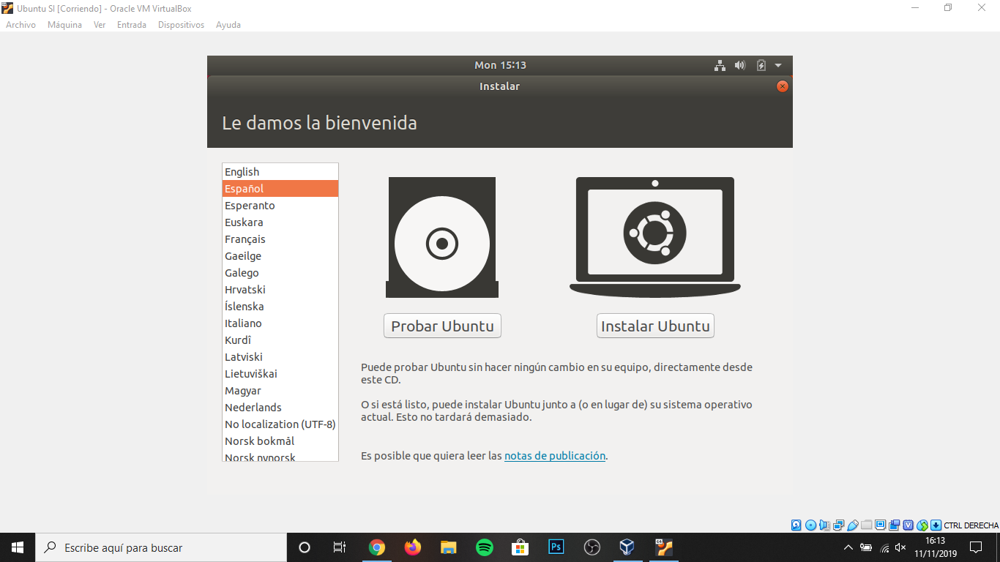 Ubuntu SI [Corriendo] - Oracle VM VirtualBox
Archivo Máquina Ver Entrada Dispositivos Ayuda
Mon 15:13
Instalar
Le damos la bienvenida
English
Español
Esperanto
Euskara
Français
Gaeilge
Galego
Hrvatski
Íslenska
Italiano
Kurdî
Latviski
Lietuviškai
Magyar
Nederlands
No localization (UTF-8)
Norsk bokmål
Norsk nynorsk
Probar Ubuntu
Instalar Ubuntu
Puede probar Ubuntu sin hacer ningún cambio en su equipo, directamente desde
este CD.
O si está listo, puede instalar Ubuntu junto a (o en lugar de) su sistema operativo
actual. Esto no tardará demasiado.
Es posible que quiera leer las notas de publicación.
CTRL DERECHA
Escribe aquí para buscar
Ps
64
16:13
11/11/2019